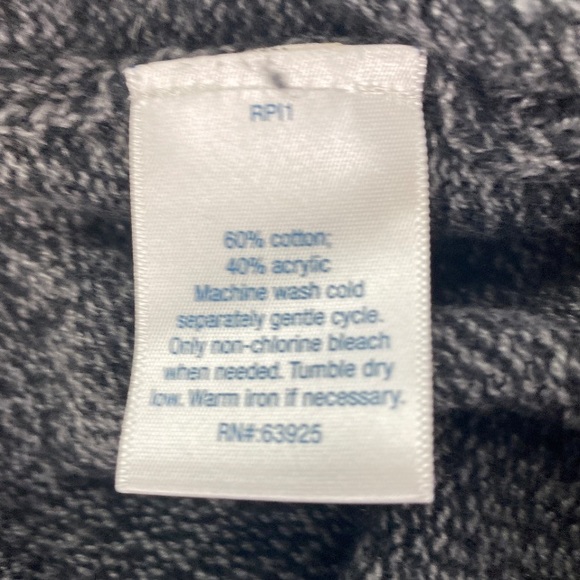 RPI1
60% cotton;
40% acrylic
Machine wash cold
separately gentle cycle.
Only non-chlorine bleach
when needed. Tumble dry
low. Warm iron if necessary.
RN#:63925